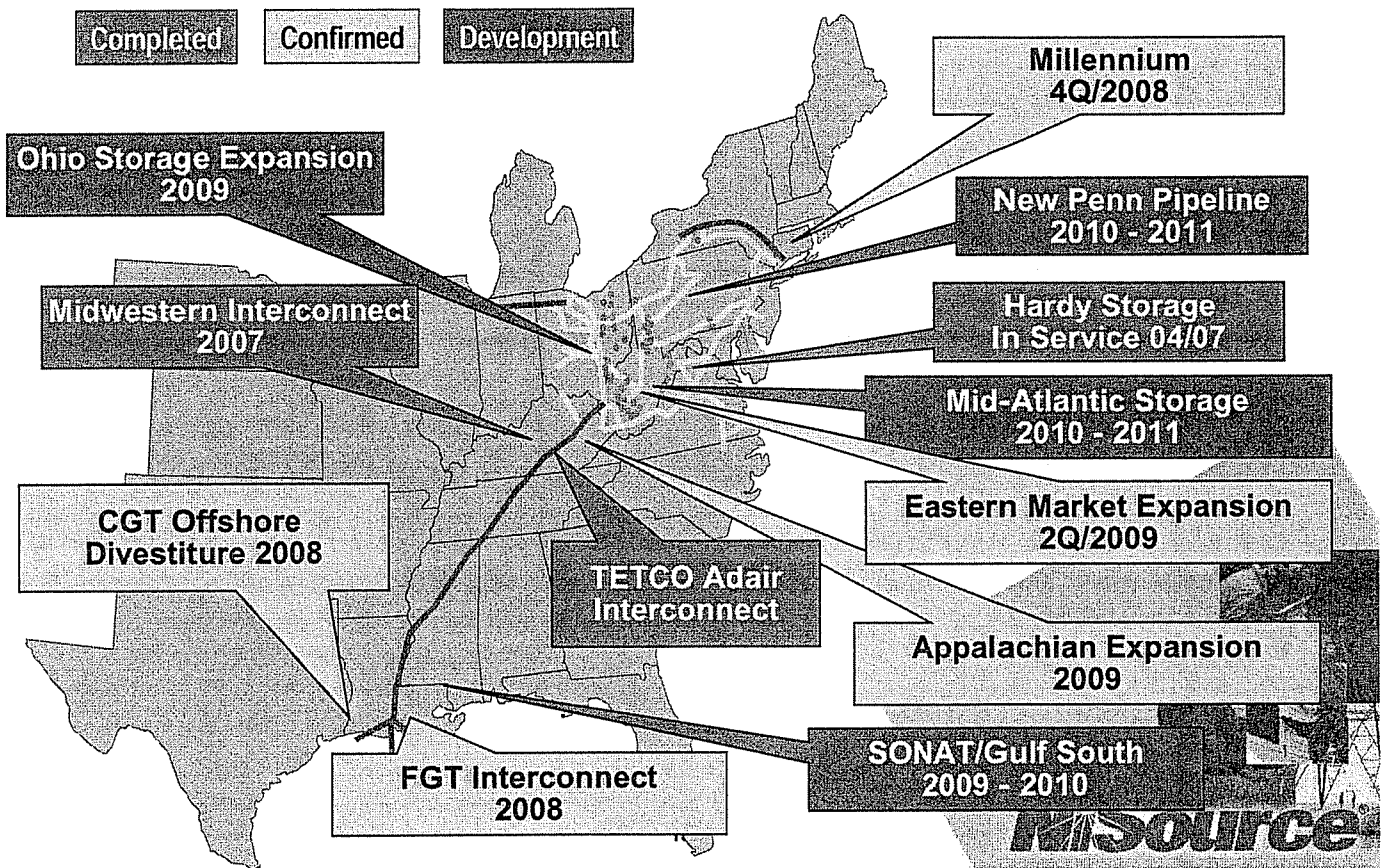 Completed
Confirmed
Development
Millennium
4Q/2008
Ohio Storage Expansion
2009
New Penn Pipeline
2010 - 2011
Midwestern Interconnect
2007
Hardy Storage
In Service 04/07
Mid-Atlantic Storage
2010 - 2011
CGT Offshore
Divestiture 2008
Eastern Market Expansion
2Q/2009
TETCO Adair
Interconnect
Appalachian Expansion
2009
SONAT/Gulf South
2009 - 2010
FGT Interconnect
2008
NiSource®